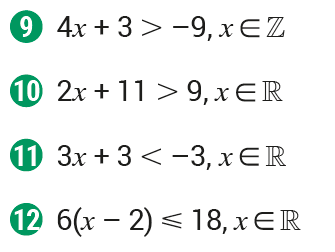 9 4x + 3 > −9, x ∈ ℤ
10 2x + 11 > 9, x ∈ ℝ
11 3x + 3 < −3, x ∈ ℝ
12 6(x − 2) ⩽ 18, x ∈ ℝ